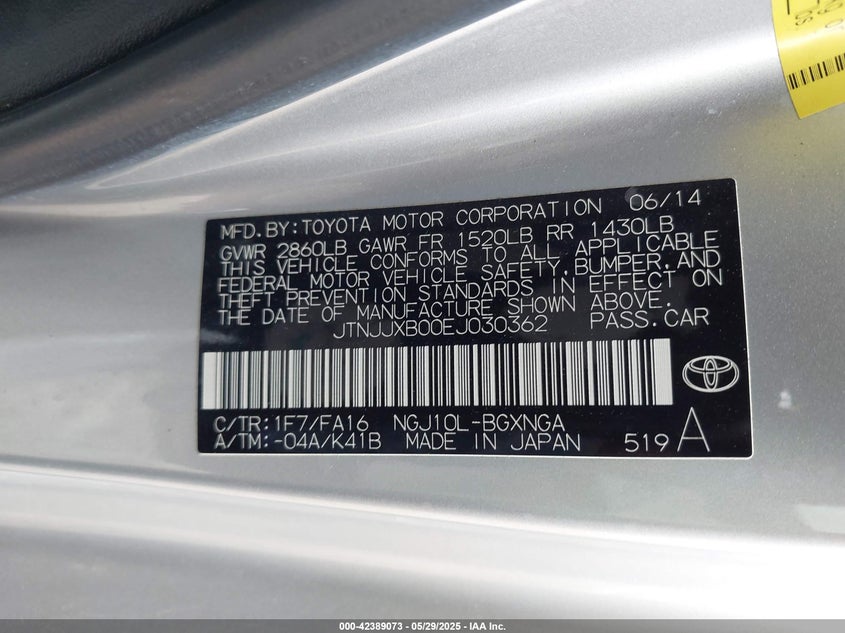 MFD.BY:TOYOTA MOTOR CORPORATION 06/14
GVWR 2860LB GAWR FR 1520LB RR 1430LB
THIS VEHICLE CONFORMS TO ALL APPLICABLE
FEDERAL MOTOR VEHICLE SAFETY,BUMPER,AND
THEFT PREVENTION STANDARDS IN EFFECT ON
THE DATE OF MANUFACTURE SHOWN ABOVE.
JTNJJXB00EJ030362 PASS.CAR
C/TR:1F7/FA16 NGJ10L-BGXNGA
A/TM:-04A/K41B MADE IN JAPAN 519 A
000-42389073 - 05/29/2025 - IAA Inc.